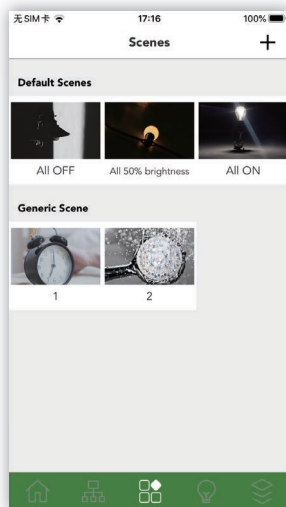 无SIM卡 17:16 100%
Scenes +
Default Scenes
All OFF All 50% brightness All ON
Generic Scene
1 2